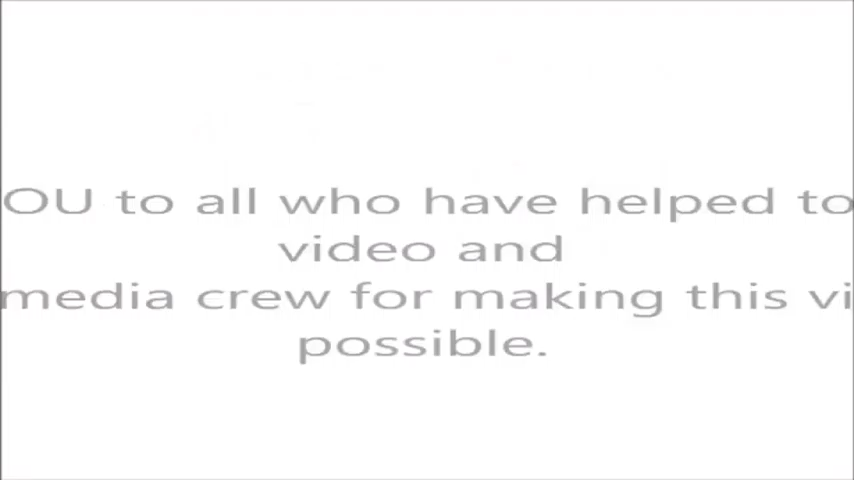 OU to all who have helped to
video and
media crew for making this vi
possible.